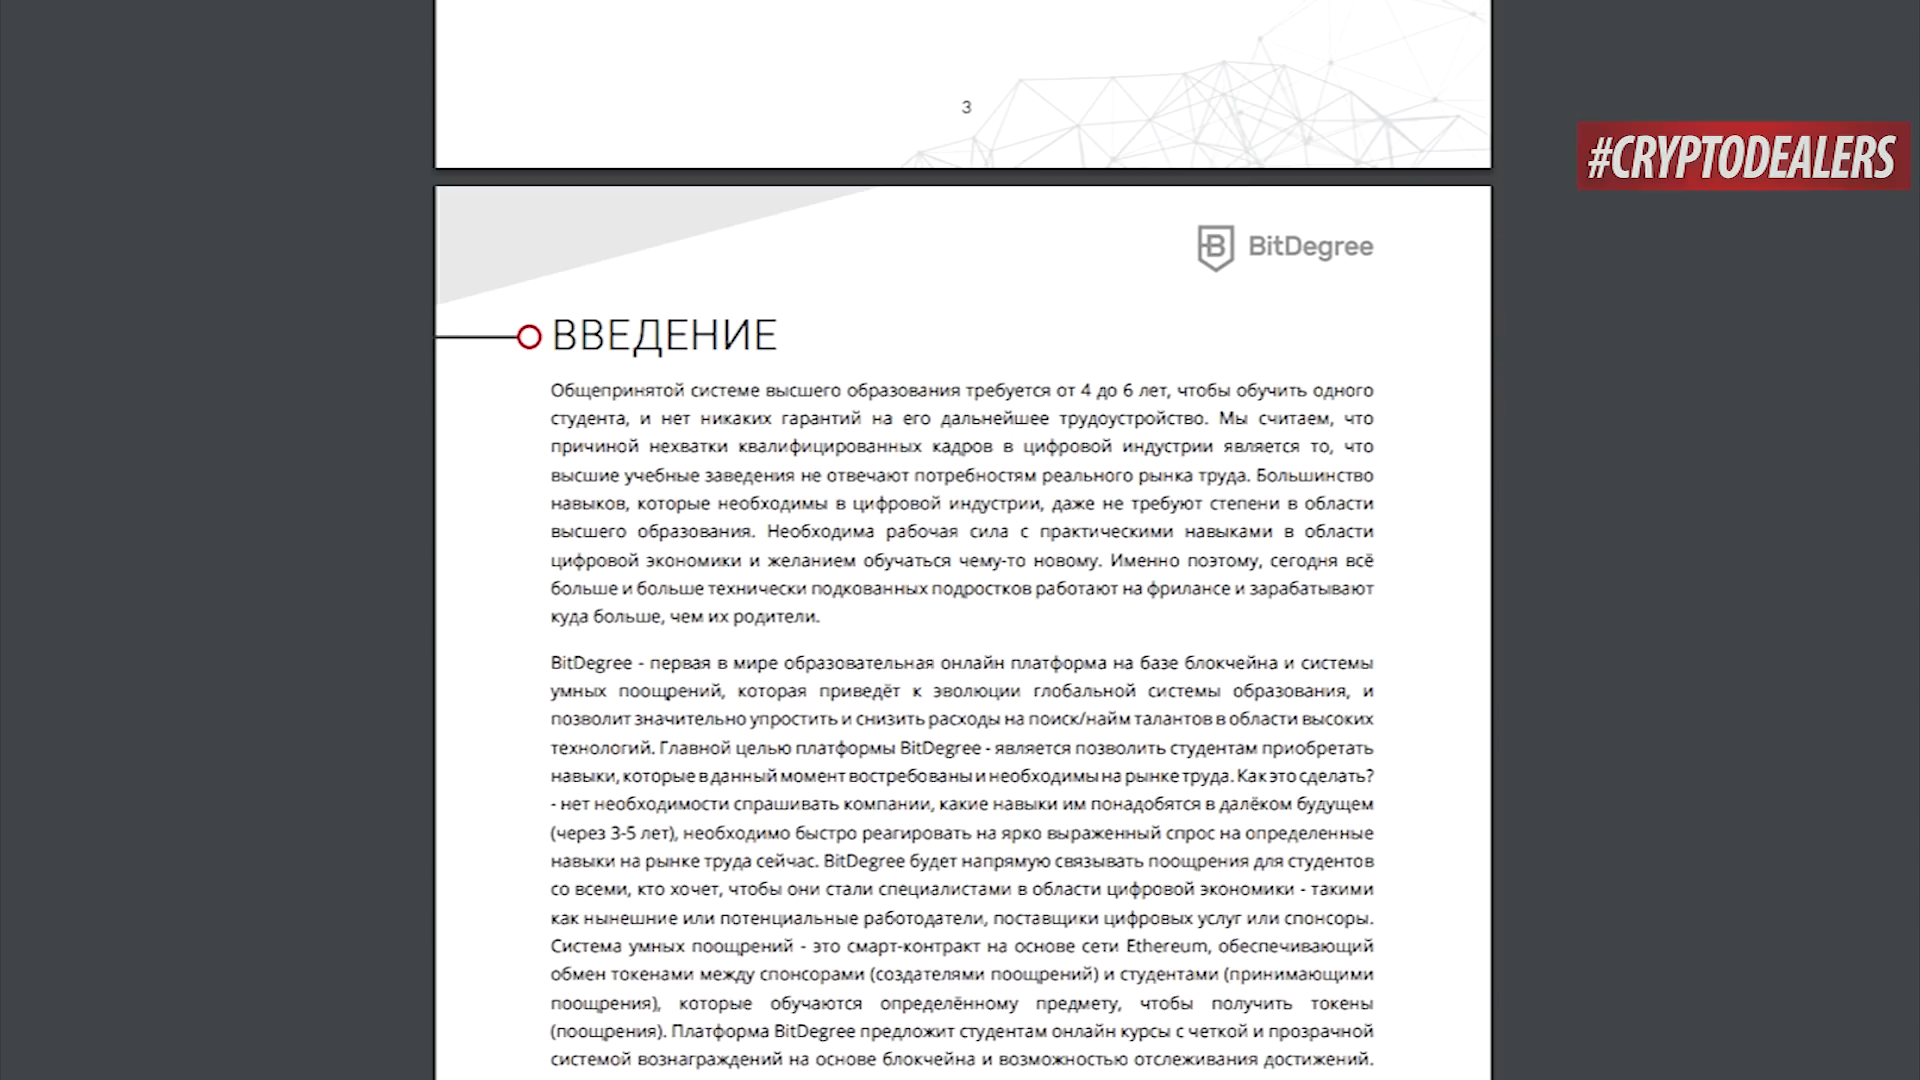 3
#CRYPTODEALERS
BitDegree
ВВЕДЕНИЕ
Общепринятой системе высшего образования требуется от 4 до 6 лет, чтобы обучить одного
студента, и нет никаких гарантий на его дальнейшее трудоустройство. Мы считаем, что
причиной нехватки квалифицированных кадров в цифровой индустрии является то, что
высшие учебные заведения не отвечают потребностям реального рынка труда. Большинство
навыков, которые необходимы в цифровой индустрии, даже не требуют степени в области
высшего образования. Необходима рабочая сила с практическими навыками в области
цифровой экономики и желанием обучаться чему-то новому. Именно поэтому, сегодня всё
больше и больше технически подкованных подростков работают на фрилансе и зарабатывают
куда больше, чем их родители.
BitDegree - первая в мире образовательная онлайн платформа на базе блокчейна и системы
умных поощрений, которая приведёт к эволюции глобальной системы образования, и
позволит значительно упростить и снизить расходы на поиск/найм талантов в области высоких
технологий. Главной целью платформы BitDegree - является позволить студентам приобретать
навыки, которые в данный момент востребованы и необходимы на рынке труда. Как это сделать?
- нет необходимости спрашивать компании, какие навыки им понадобятся в далёком будущем
(через 3-5 лет), необходимо быстро реагировать на ярко выраженный спрос на определенные
навыки на рынке труда сейчас. BitDegree будет напрямую связывать поощрения для студентов
со всеми, кто хочет, чтобы они стали специалистами в области цифровой экономики - такими
как нынешние или потенциальные работодатели, поставщики цифровых услуг или спонсоры.
Система умных поощрений - это смарт-контракт на основе сети Ethereum, обеспечивающий
обмен токенами между спонсорами (создателями поощрений) и студентами (принимающими
поощрения), которые обучаются определённому предмету, чтобы получить токены
(поощрения). Платформа BitDegree предложит студентам онлайн курсы с четкой и прозрачной
системой вознаграждений на основе блокчейна и возможностью отслеживания достижений.